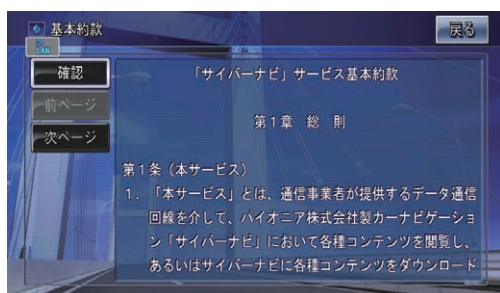 基本約款
戻る
LAN
確認
前ページ
次ページ
「サイバーナビ」サービス基本約款
第1章 総 則
第1条(本サービス)
1. 「本サービス」とは、通信事業者が提供するデータ通信
回線を介して、パイオニア株式会社製カーナビゲーショ
ン「サイバーナビ」において各種コンテンツを閲覧し、
あるいはサイバーナビに各種コンテンツをダウンロード